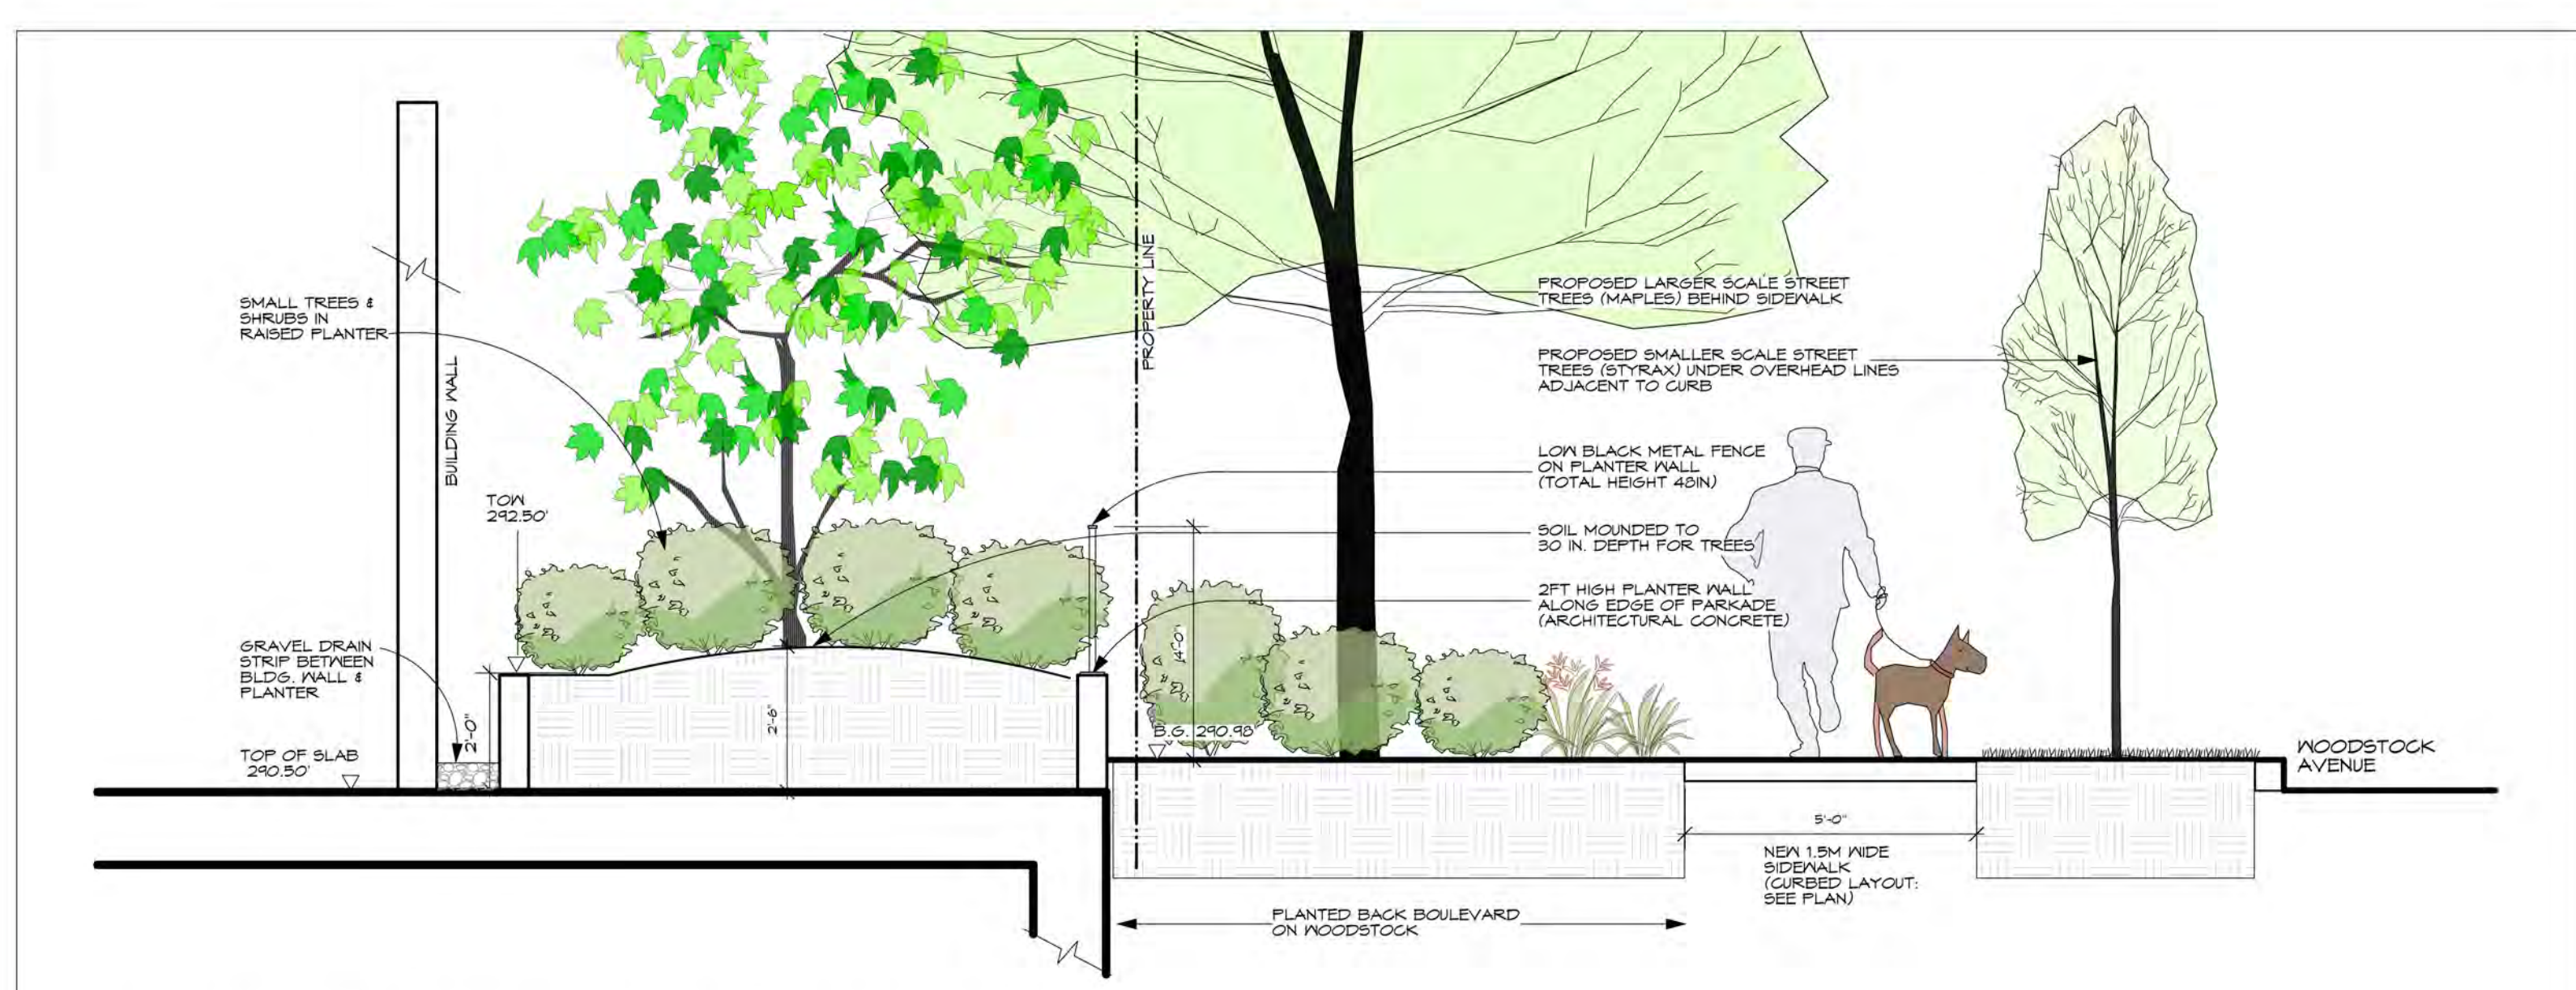 SMALL TREES &
SHRUBS IN
RAISED PLANTER
BUILDING WALL
TOW
292.50'
GRAVEL DRAIN
STRIP BETWEEN
BLDG. WALL &
PLANTER
2'-0"
TOP OF SLAB
290.50'
2'-6"
PROPERTY LINE
4'-0"
B.G. 290.98'
PROPOSED LARGER SCALE STREET
TREES (MAPLES) BEHIND SIDEWALK
PROPOSED SMALLER SCALE STREET
TREES (STYRAX) UNDER OVERHEAD LINES
ADJACENT TO CURB
LOW BLACK METAL FENCE
ON PLANTER WALL
(TOTAL HEIGHT 48IN)
SOIL MOUNDED TO
30 IN. DEPTH FOR TREES
2FT HIGH PLANTER WALL
ALONG EDGE OF PARKADE
(ARCHITECTURAL CONCRETE)
WOODSTOCK
AVENUE
5'-0"
NEW 1.5M WIDE
SIDEWALK
(CURBED LAYOUT:
SEE PLAN)
PLANTED BACK BOULEVARD
ON WOODSTOCK